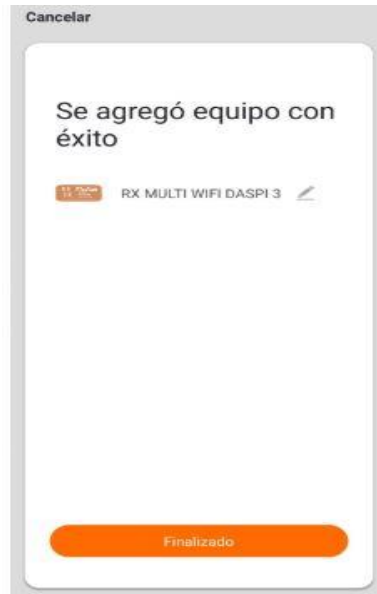 Cancelar
Se agregó equipo con
éxito
RX MULTI WIFI DASPI 3
Finalizado